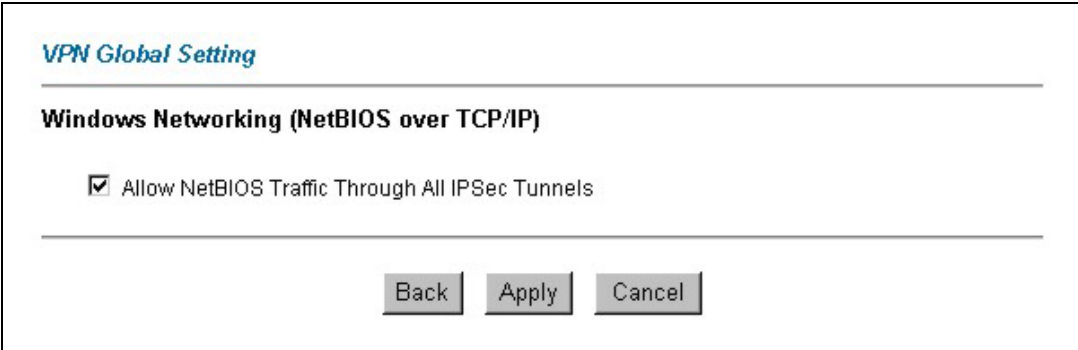 VPN Global Setting
Windows Networking (NetBIOS over TCP/IP)
Allow NetBIOS Traffic Through All IPSec Tunnels
Back Apply Cancel